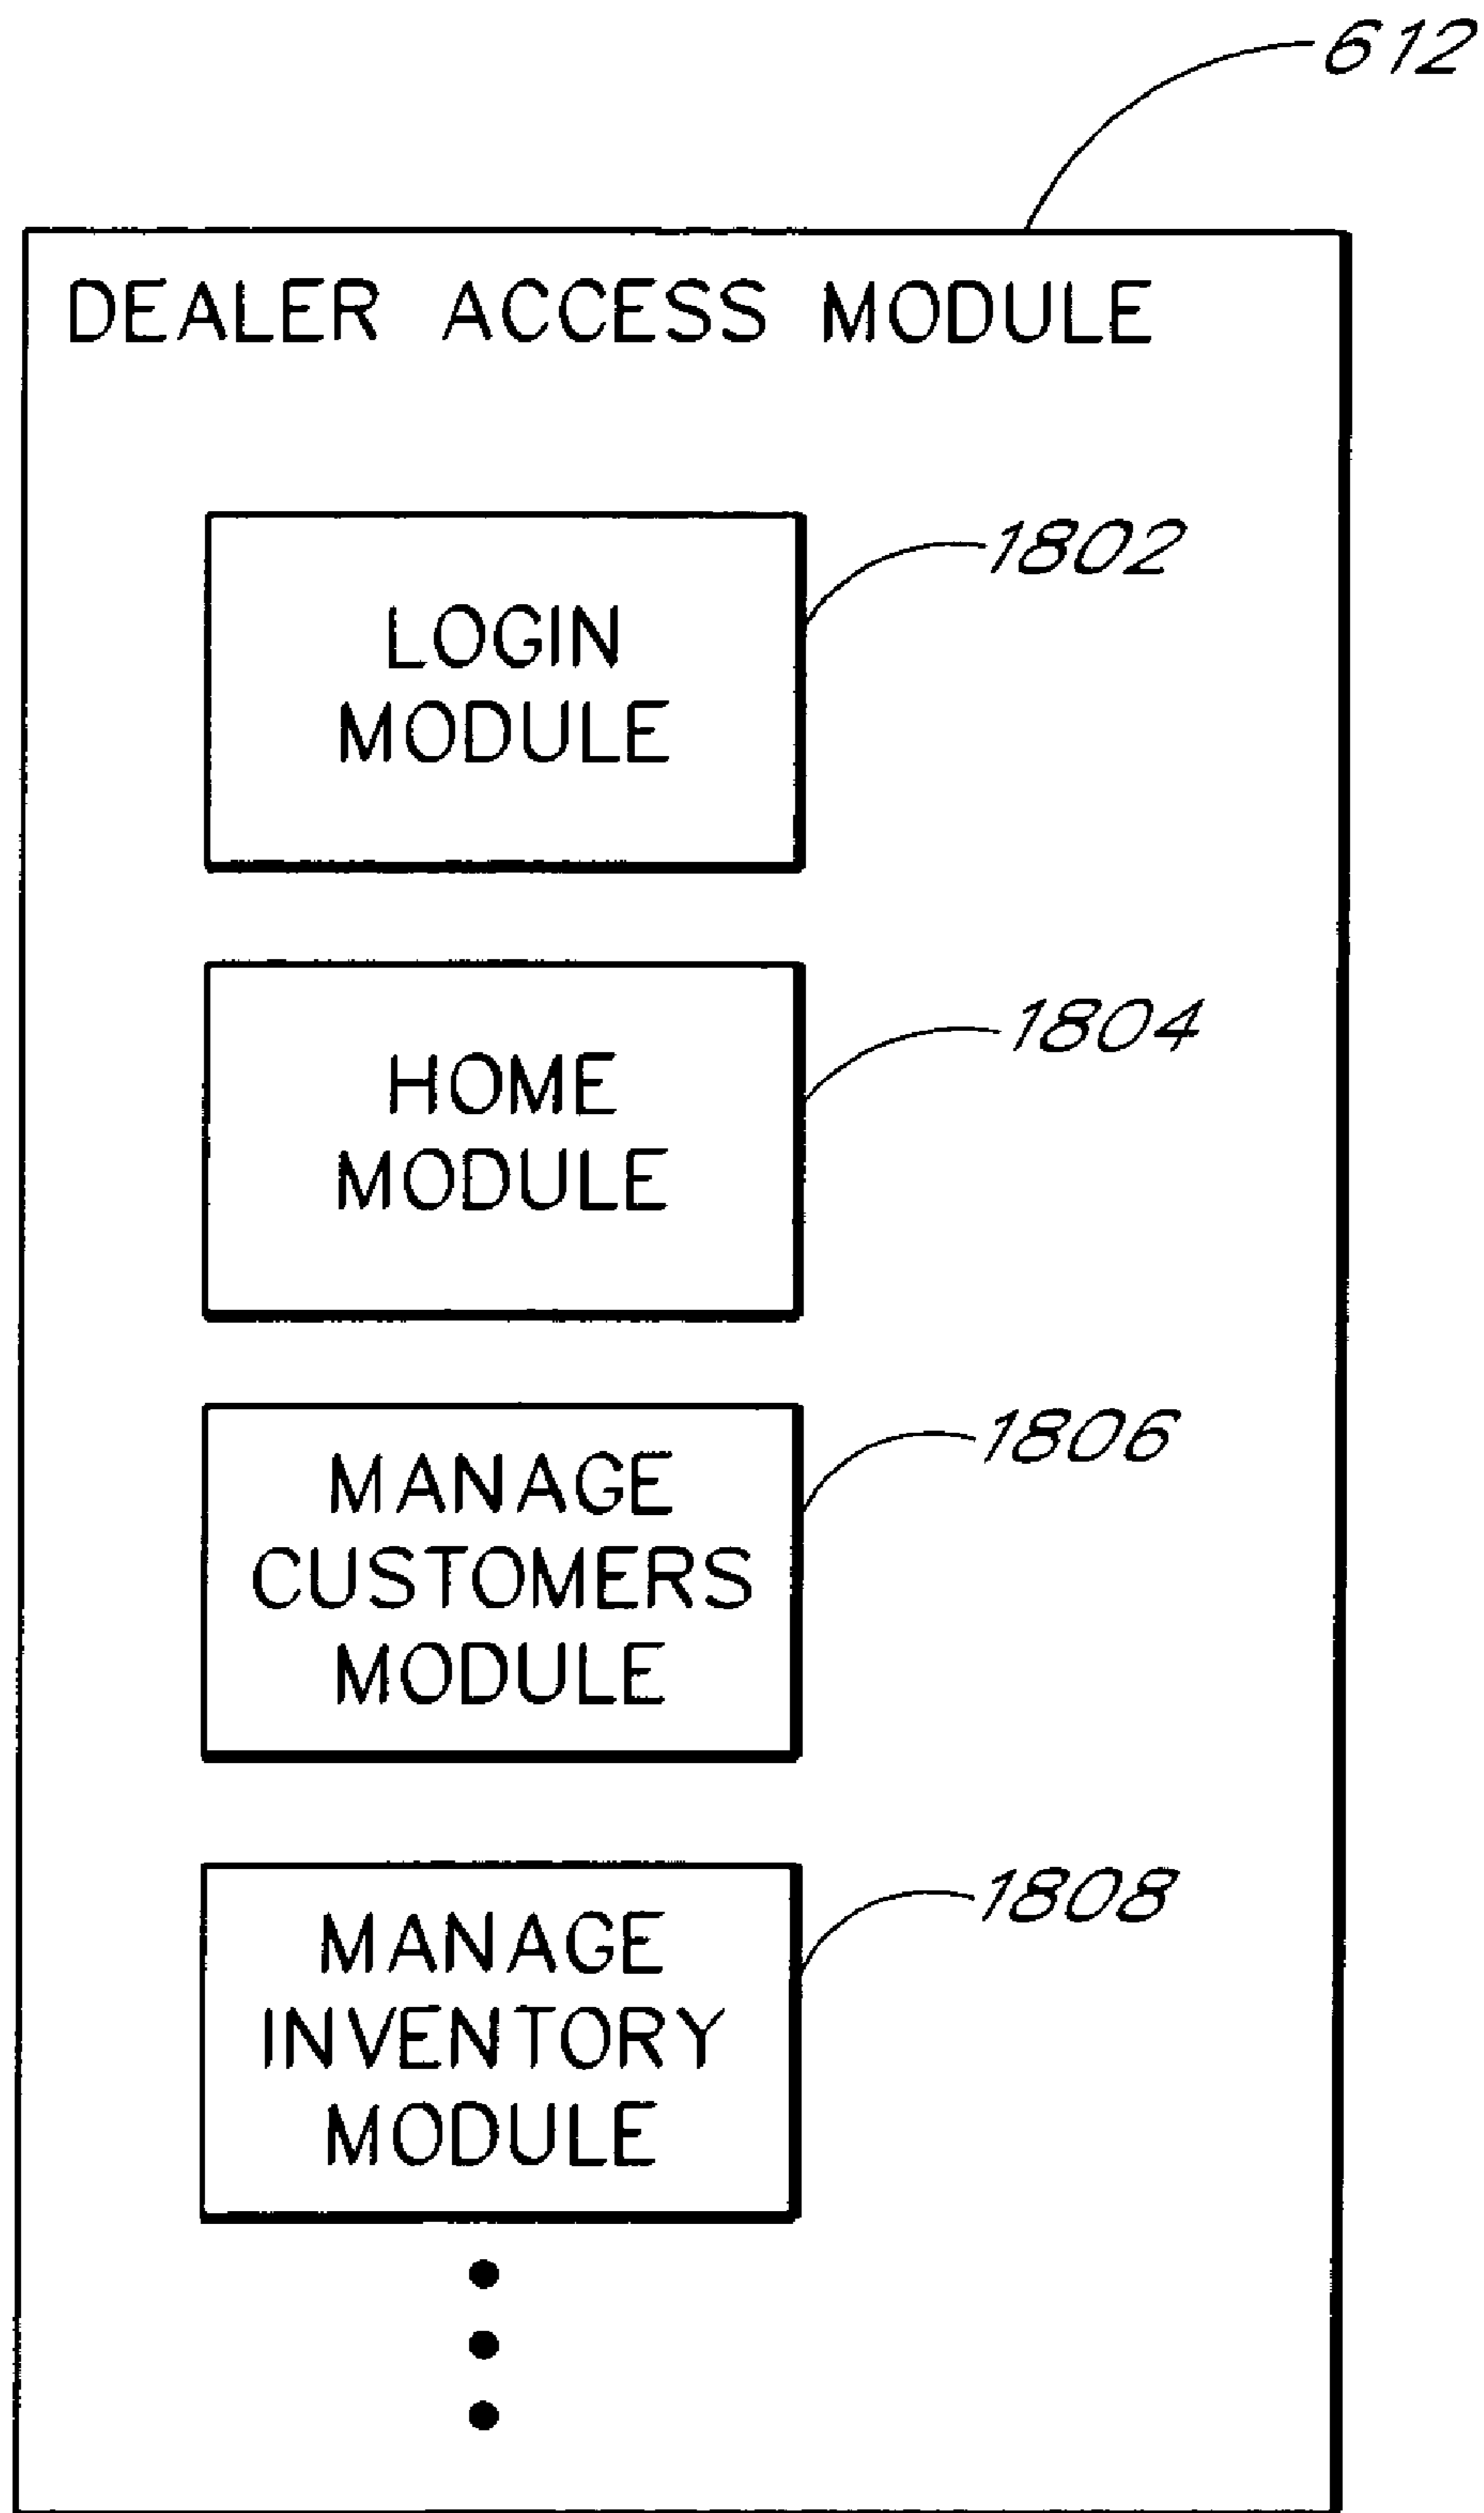 612
DEALER ACCESS MODULE
1802
LOGIN
MODULE
1804
HOME
MODULE
1806
MANAGE
CUSTOMERS
MODULE
1808
MANAGE
INVENTORY
MODULE